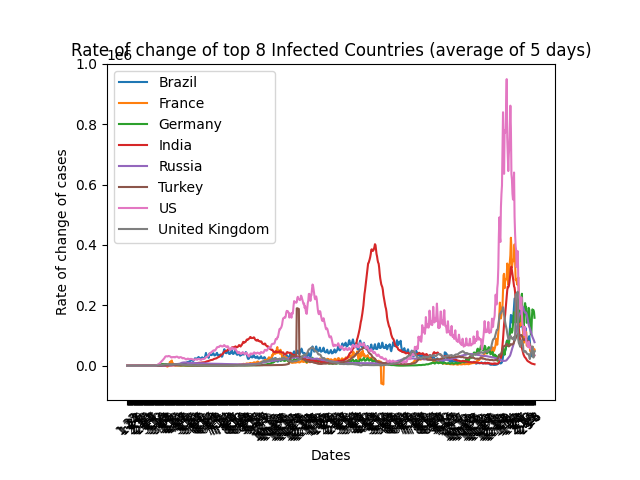 Rate of change of top 8 Infected Countries (average of 5 days)
1e6
1.0
0.8
0.6
0.4
0.2
0.0
Rate of change of cases
Brazil
France
Germany
India
Russia
Turkey
US
United Kingdom
Dates